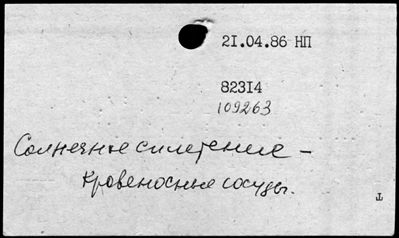 21.04.86 НП
82314
109263
Солнечное сплетение –
Кровеносные сосуды.
т